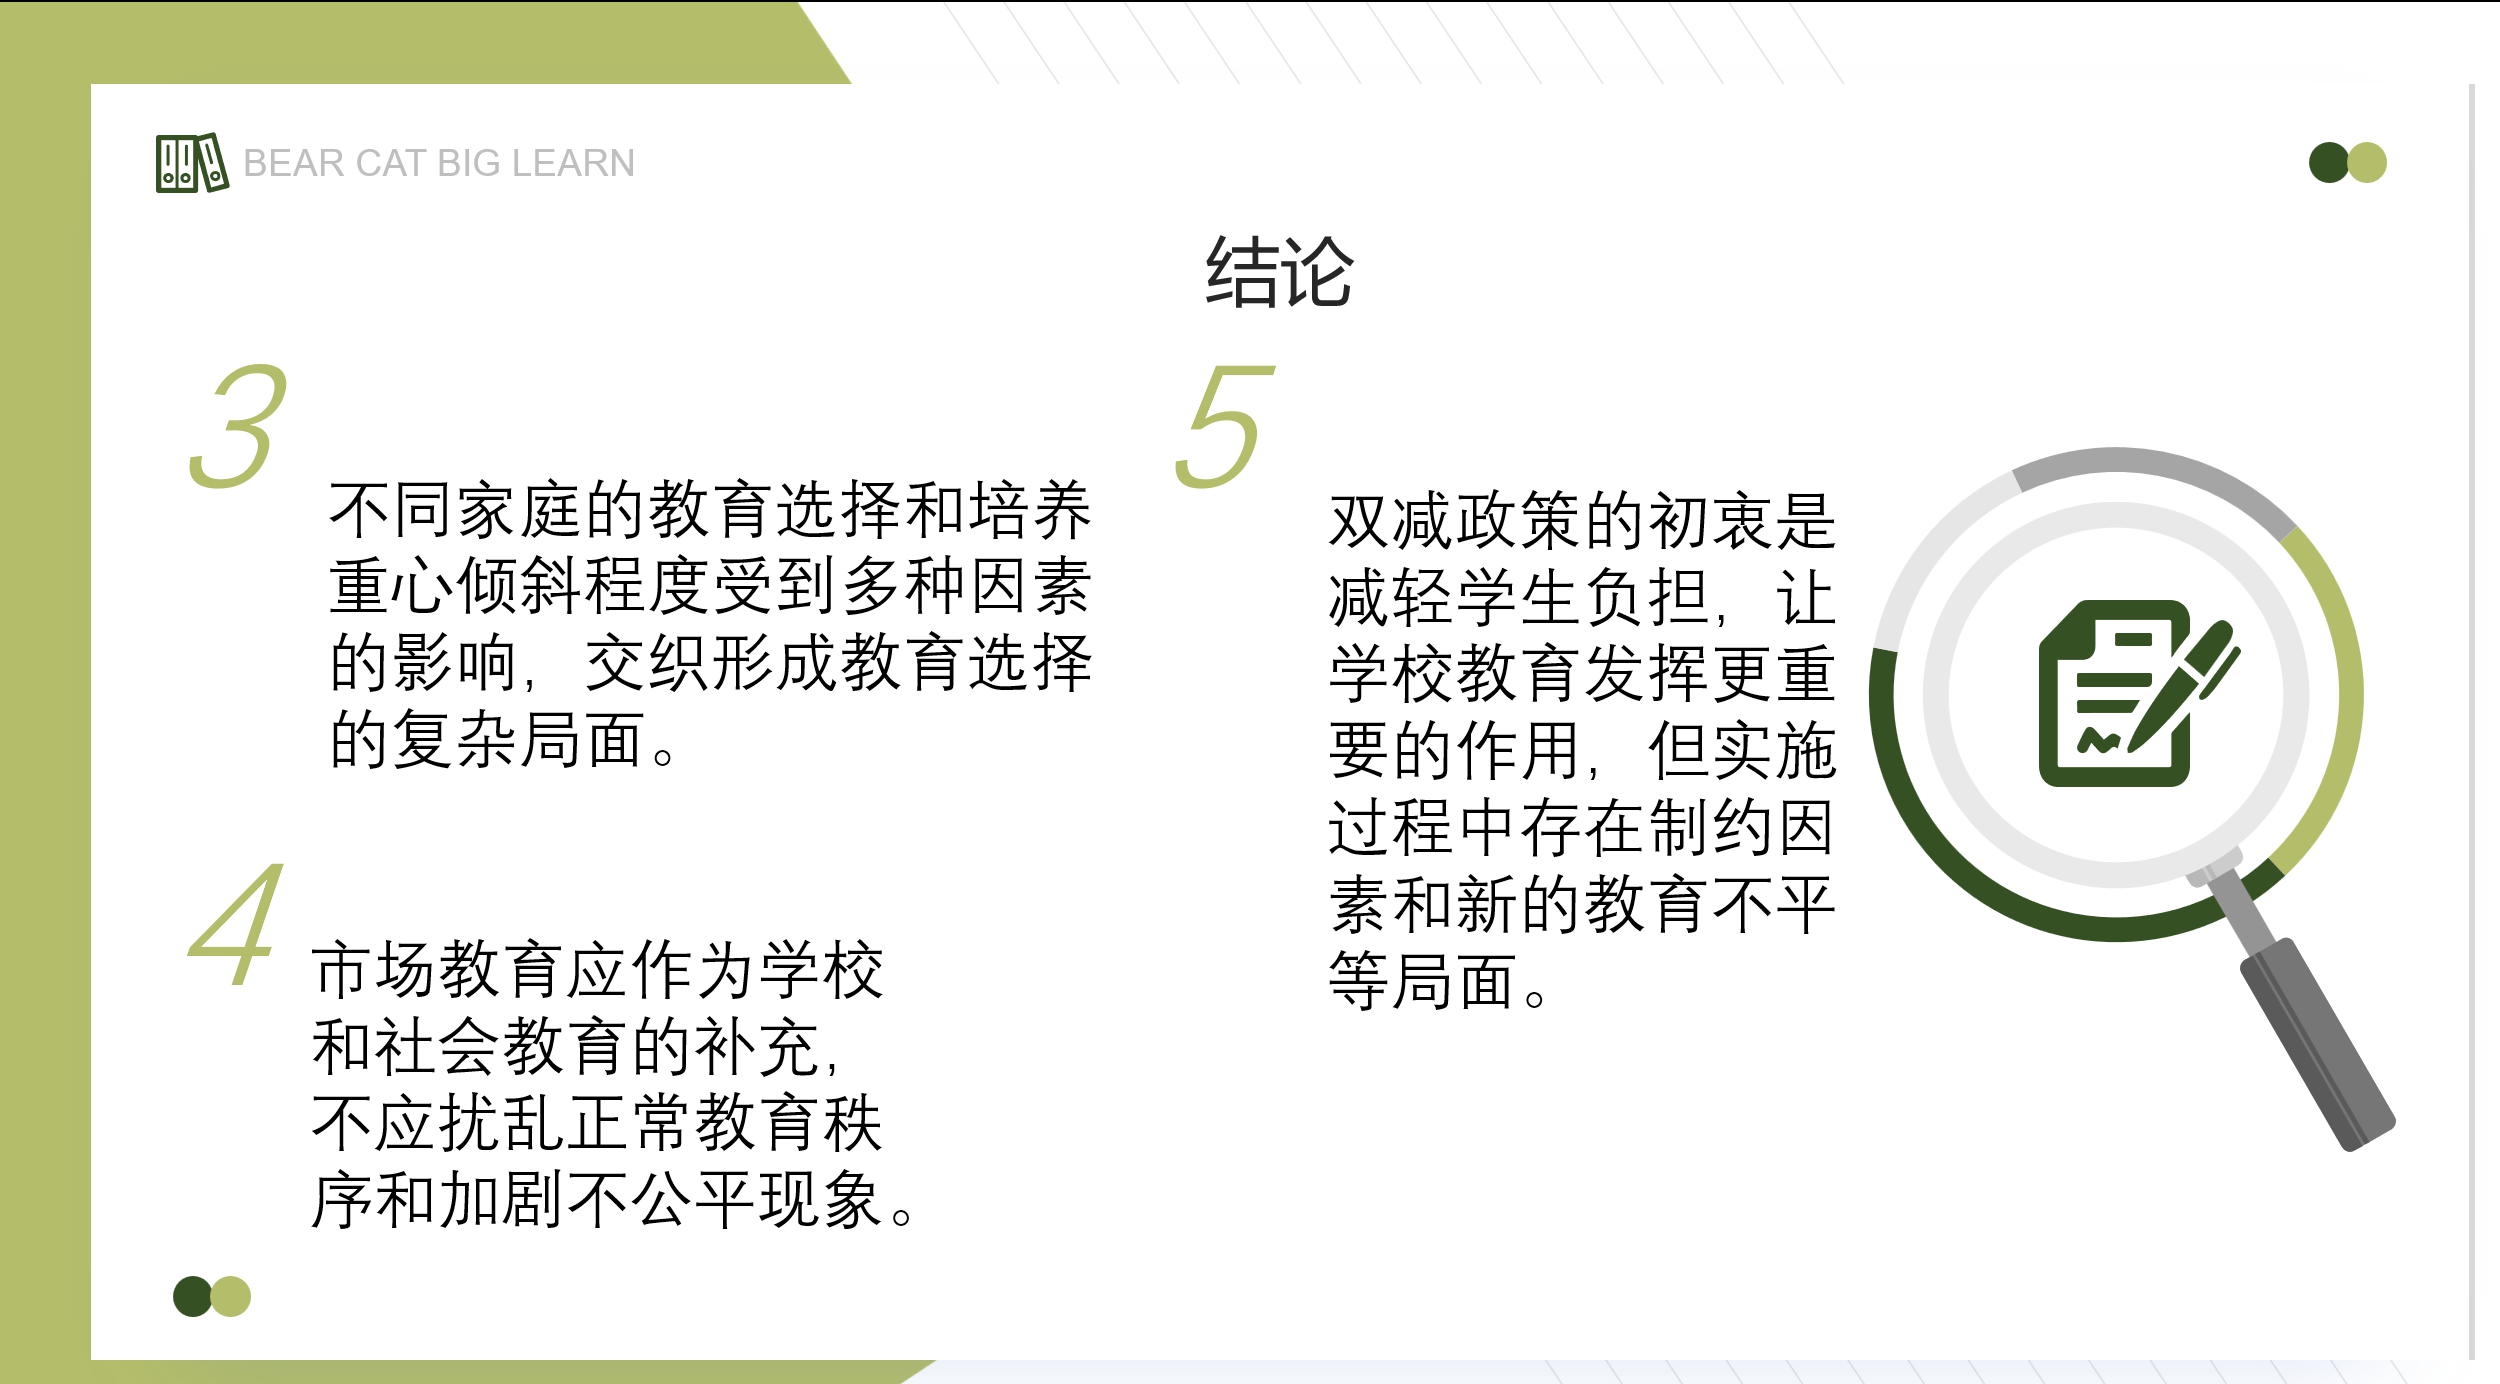 BEAR CAT BIG LEARN
结论
3
不同家庭的教育选择和培养
重心倾斜程度受到多种因素
的影响，交织形成教育选择
的复杂局面。
4
市场教育应作为学校
和社会教育的补充，
不应扰乱正常教育秩
序和加剧不公平现象。
5
双减政策的初衷是
减轻学生负担，让
学校教育发挥更重
要的作用，但实施
过程中存在制约因
素和新的教育不平
等局面。